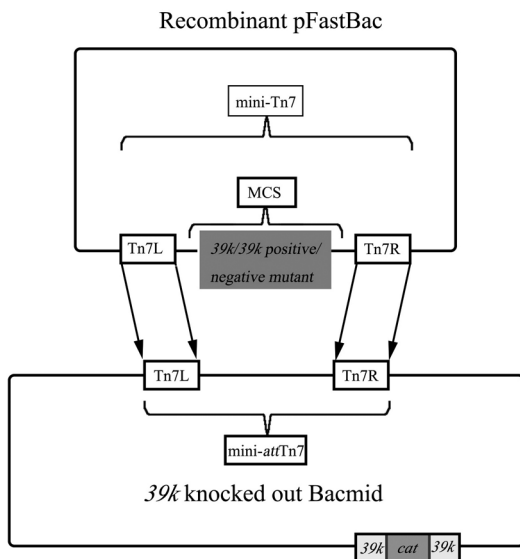 Recombinant pFastBac
mini-Tn7
MCS
Tn7L
39k/39k positive/
negative mutant
Tn7R
Tn7L
Tn7R
mini-attTn7
39k knocked out Bacmid
39k cat 39k